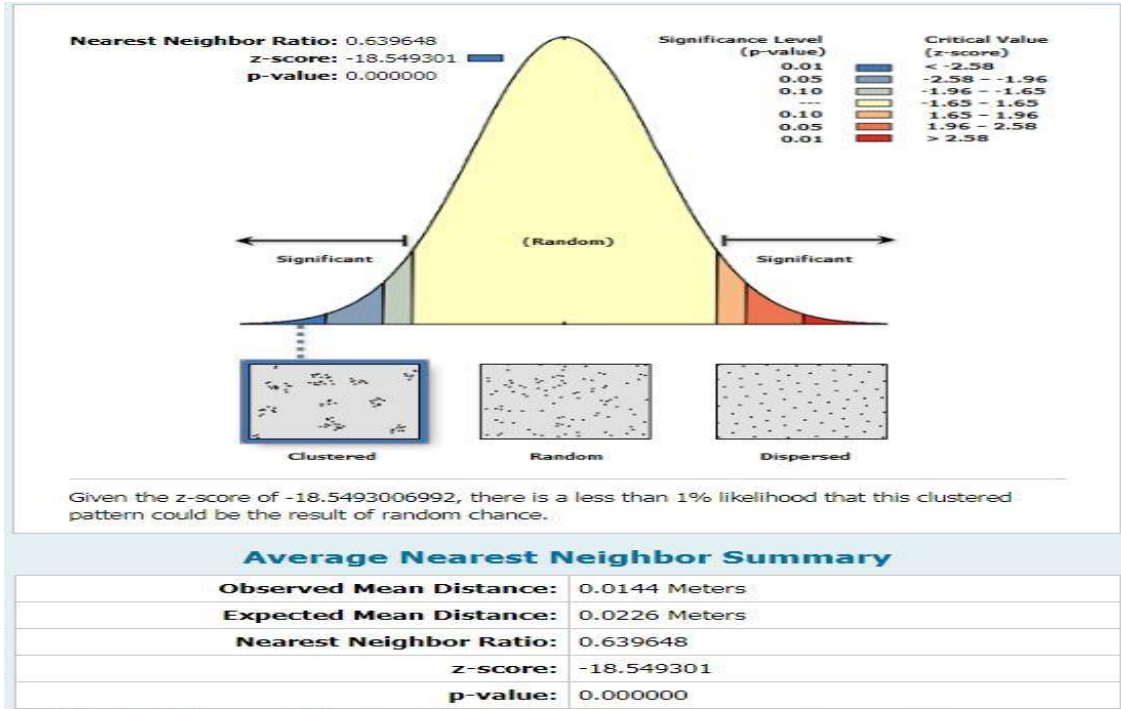 Nearest Neighbor Ratio: 0.639648
z-score: -18.549301
p-value: 0.000000
Significance Level
(p-value)
Critical Value
(z-score)
0.01 < -2.58
0.05 -2.58 - -1.96
0.10 -1.96 - -1.65
--- -1.65 - 1.65
0.10 1.65 - 1.96
0.05 1.96 - 2.58
0.01 > 2.58
(Random)
Significant Significant
Clustered Random Dispersed
Given the z-score of -18.5493006992, there is a less than 1% likelihood that this clustered
pattern could be the result of random chance.
Average Nearest Neighbor Summary
Observed Mean Distance: 0.0144 Meters
Expected Mean Distance: 0.0226 Meters
Nearest Neighbor Ratio: 0.639648
z-score: -18.549301
p-value: 0.000000